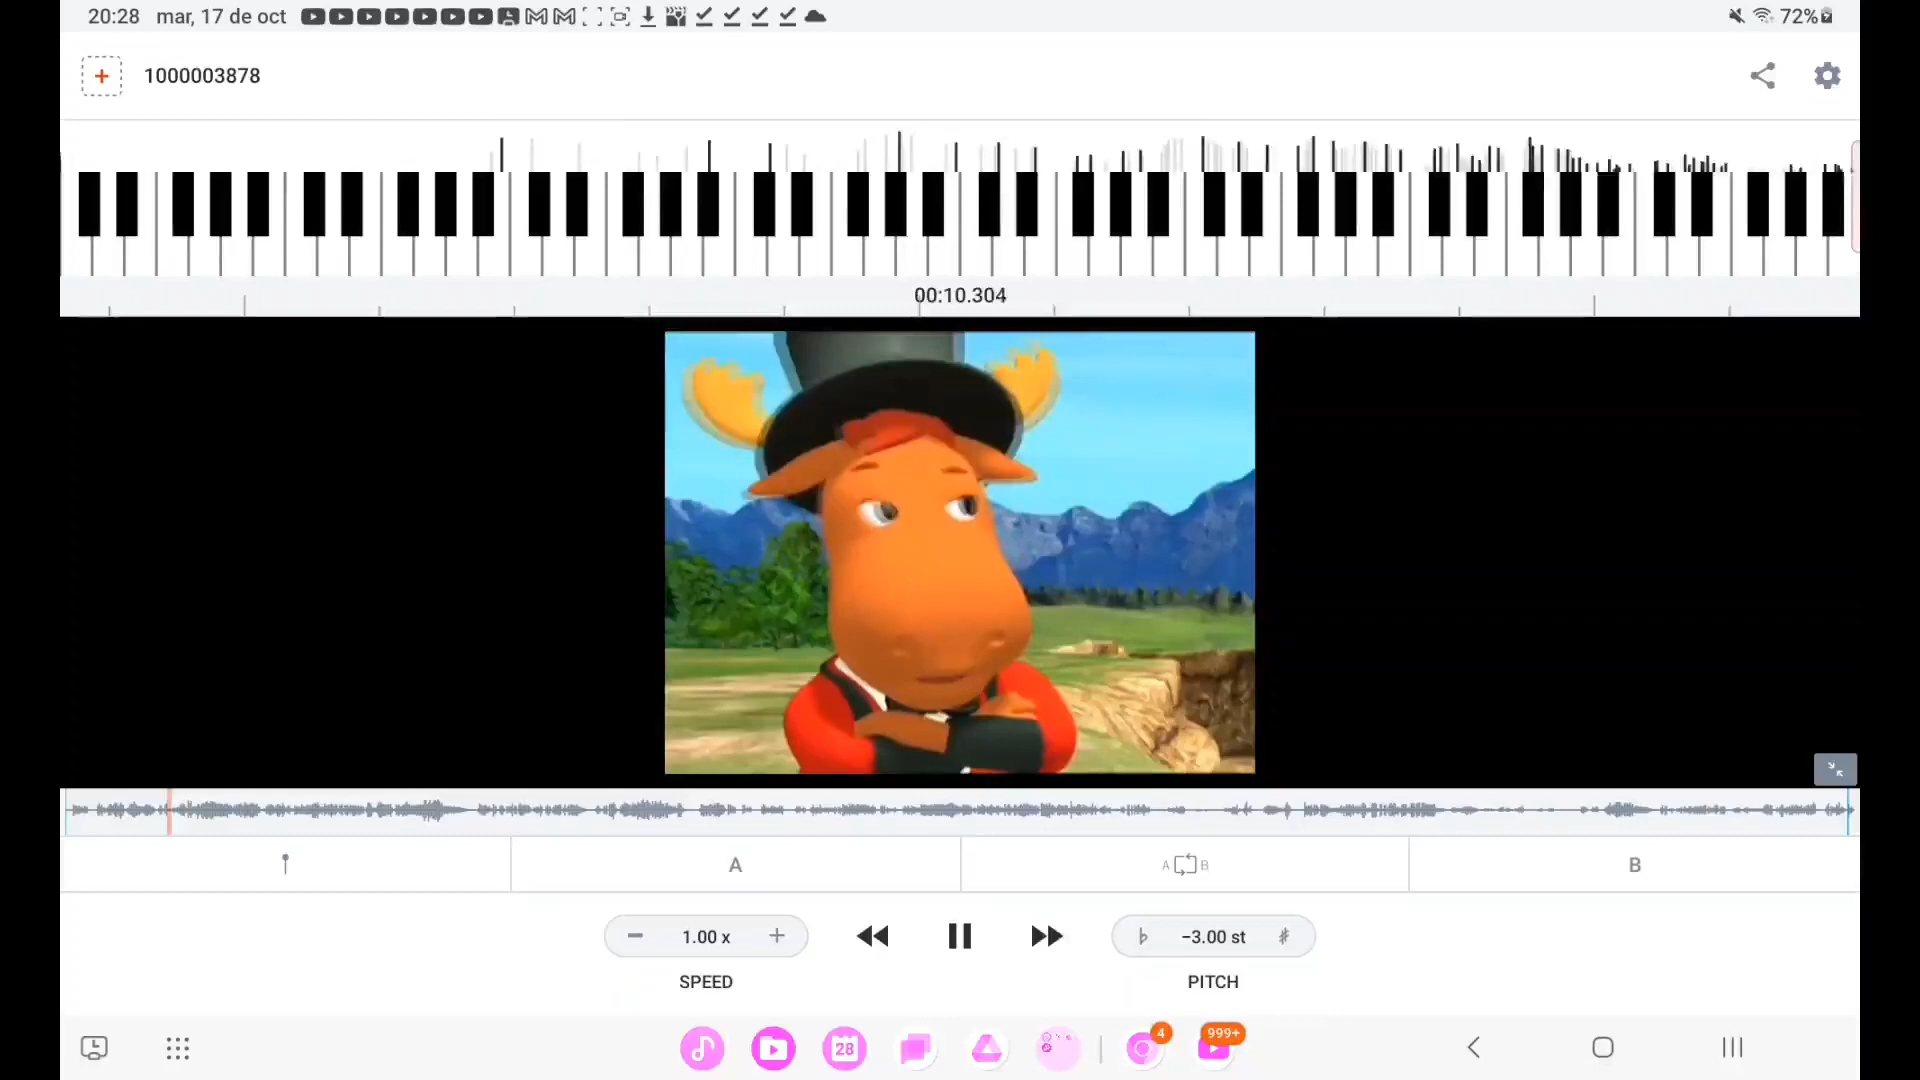 20:28 mar, 17 de oct
72%
1000003878
00:10.304
A
A B
B
1.00 x
♭ −3.00 st #
SPEED
PITCH
28
4
999+